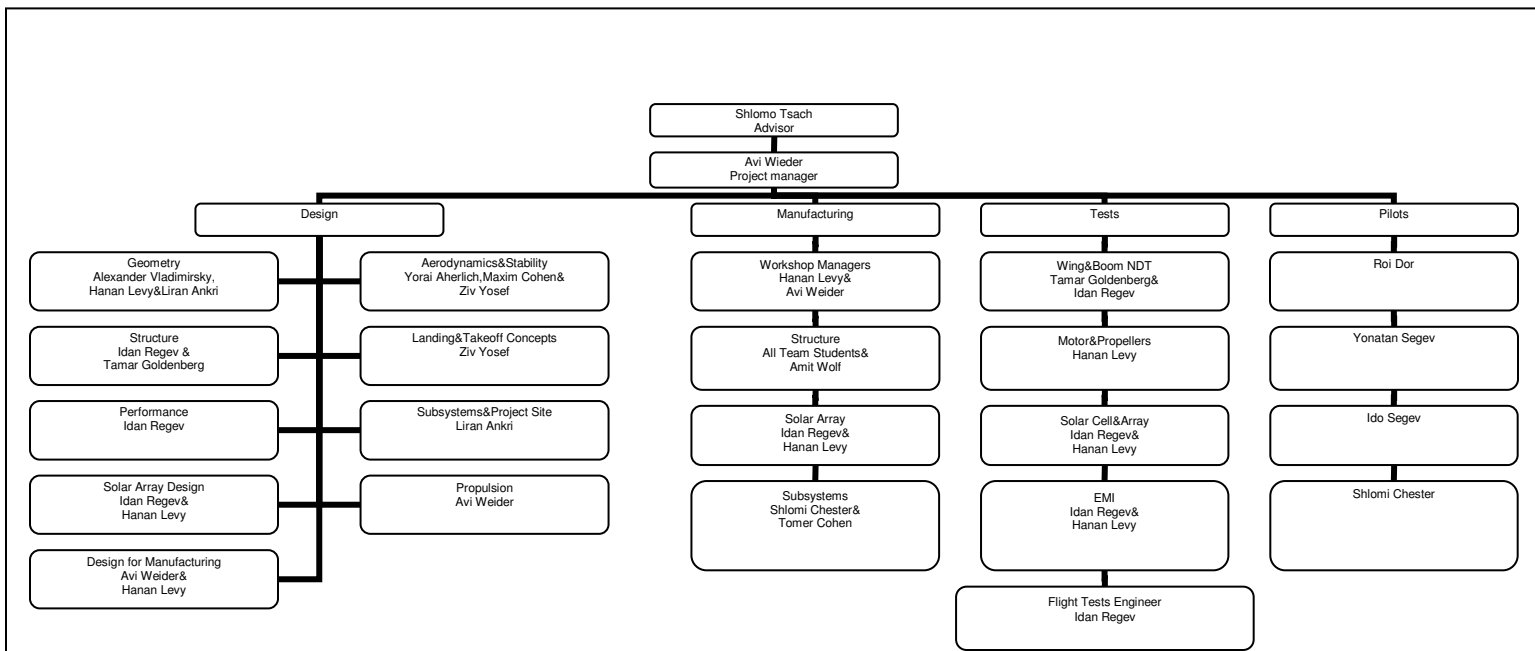 Shlomo Tsach
Advisor
Avi Wieder
Project manager
Design
Geometry
Alexander Vladimirsky,
Hanan Levy&Liran Ankri
Aerodynamics&Stability
Yorai Aherlich,Maxim Cohen&
Ziv Yosef
Structure
Idan Regev &
Tamar Goldenberg
Landing&Takeoff Concepts
Ziv Yosef
Performance
Idan Regev
Subsystems&Project Site
Liran Ankri
Solar Array Design
Idan Regev&
Hanan Levy
Propulsion
Avi Weider
Design for Manufacturing
Avi Weider&
Hanan Levy
Manufacturing
Workshop Managers
Hanan Levy&
Avi Weider
Structure
All Team Students&
Amit Wolf
Solar Array
Idan Regev&
Hanan Levy
Subsystems
Shlomi Chester&
Tomer Cohen
Tests
Wing&Boom NDT
Tamar Goldenberg&
Idan Regev
Motor&Propellers
Hanan Levy
Solar Cell&Array
Idan Regev&
Hanan Levy
EMI
Idan Regev&
Hanan Levy
Flight Tests Engineer
Idan Regev
Pilots
Roi Dor
Yonatan Segev
Ido Segev
Shlomi Chester